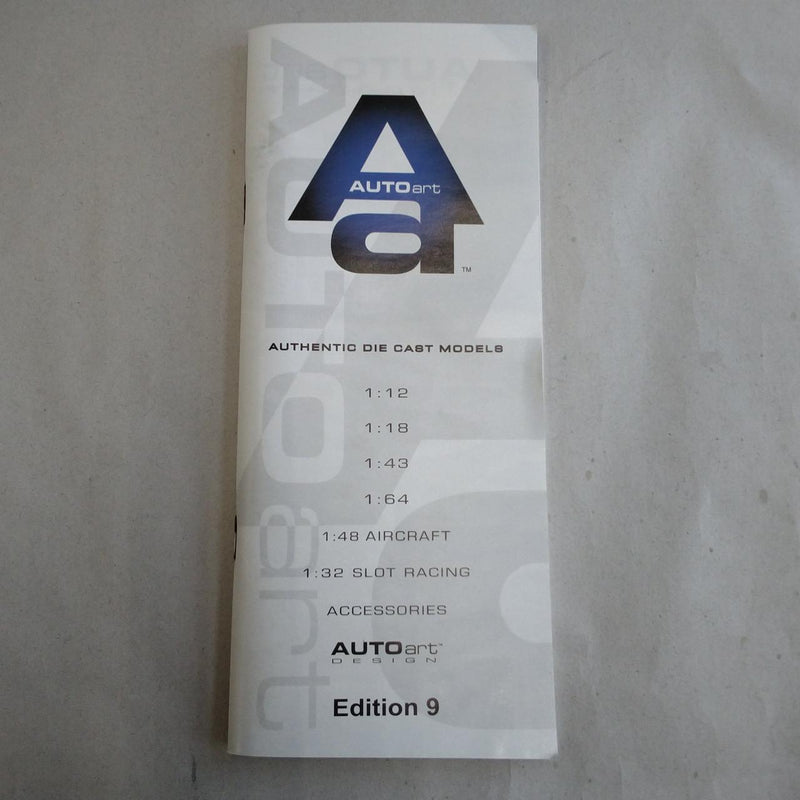 AUTOart
TM
AUTHENTIC DIE CAST MODELS
1:12
1:18
1:43
1:64
1:48 AIRCRAFT
1:32 SLOT RACING
ACCESSORIES
AUTOart™
DESIGN
Edition 9
AUTOart